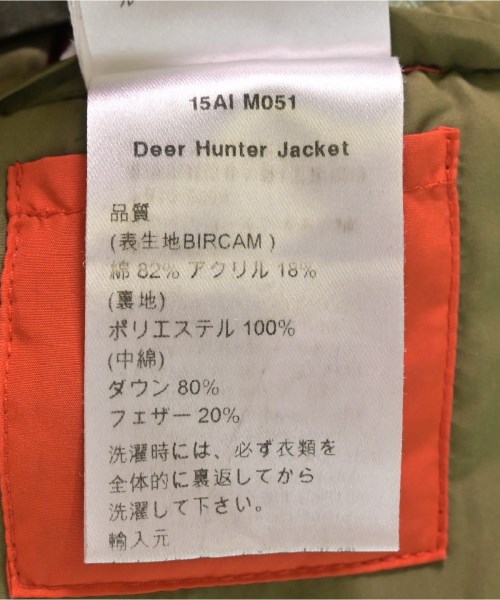 ル
15AI M051
Deer Hunter Jacket
品質
(表生地BIRCAM )
綿 82% アクリル 18%
(裏地)
ポリエステル 100%
(中綿)
ダウン 80%
フェザー 20%
洗濯時には、必ず衣類を
全体的に裏返してから
洗濯して下さい。
輸入元